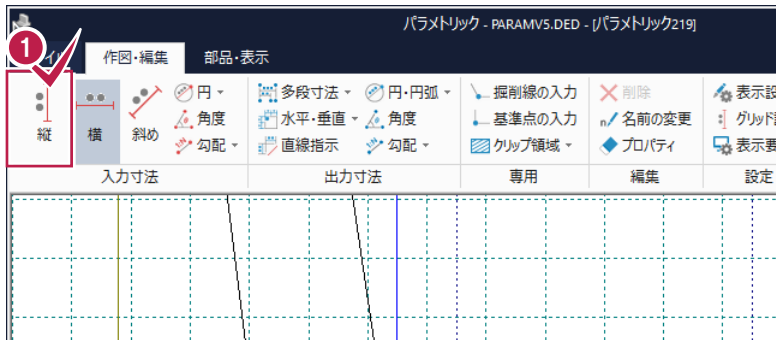 パラメトリック - PARAMV5.DED - [パラメトリック219]
1
作図・編集 部品・表示
縦 横 斜め
円
角度
勾配
入力寸法
多段寸法 円・円弧
水平・垂直 角度
直線指示 勾配
出力寸法
掘削線の入力
基準点の入力
クリップ領域
専用
削除
名前の変更
プロパティ
編集
表示設
グリッド
表示要
設定